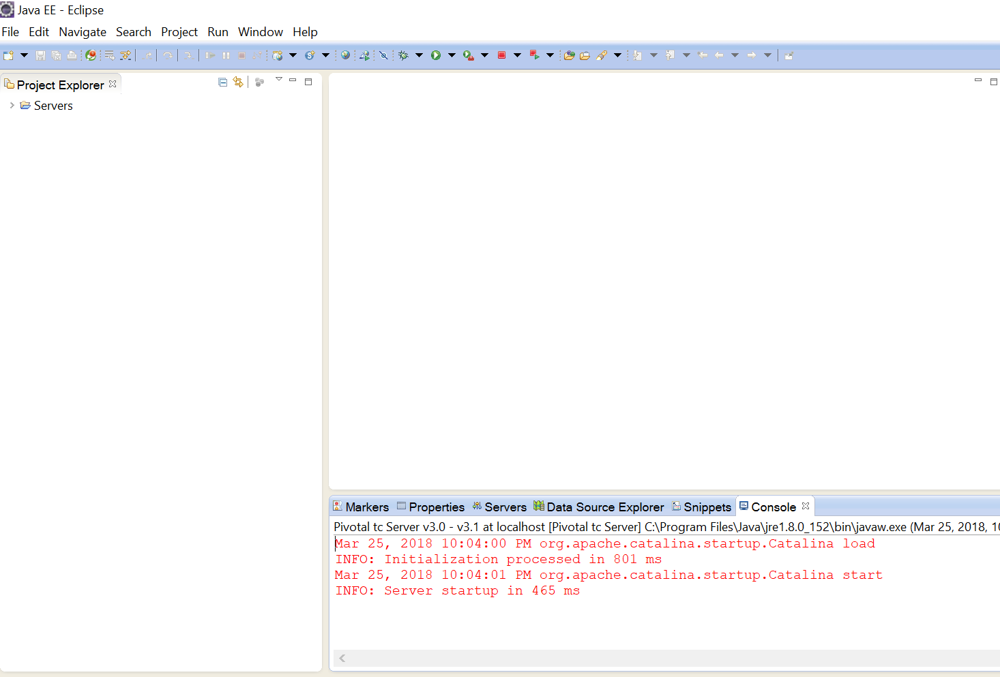 Java EE - Eclipse
File Edit Navigate Search Project Run Window Help
Project Explorer
Servers
Markers Properties Servers Data Source Explorer Snippets Console
Pivotal tc Server v3.0 - v3.1 at localhost [Pivotal tc Server] C:\Program Files\Java\jre1.8.0_152\bin\javaw.exe (Mar 25, 2018, 10
Mar 25, 2018 10:04:00 PM org.apache.catalina.startup.Catalina load
INFO: Initialization processed in 801 ms
Mar 25, 2018 10:04:01 PM org.apache.catalina.startup.Catalina start
INFO: Server startup in 465 ms